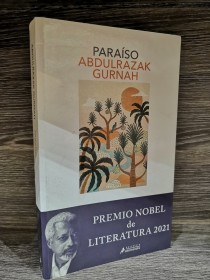 PARAÍSO
ABDULRAZAK
GURNAH
PREMIO NOBEL
de
LITERATURA 2021